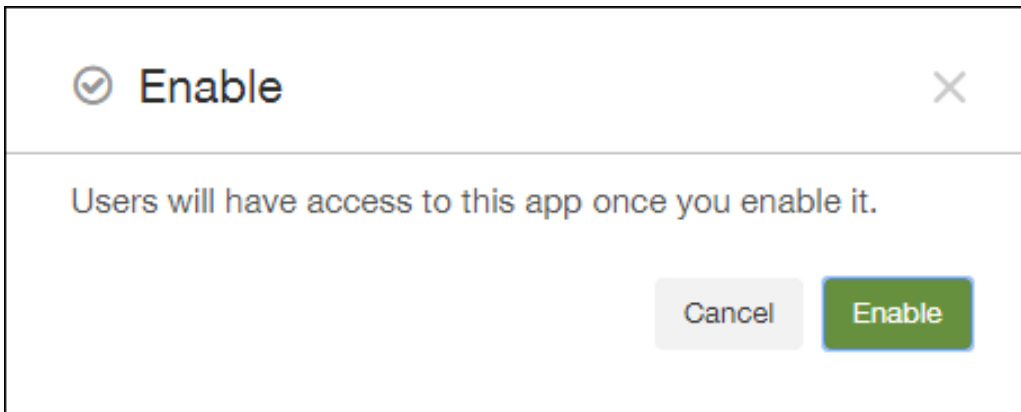 Enable
Users will have access to this app once you enable it.
Cancel
Enable